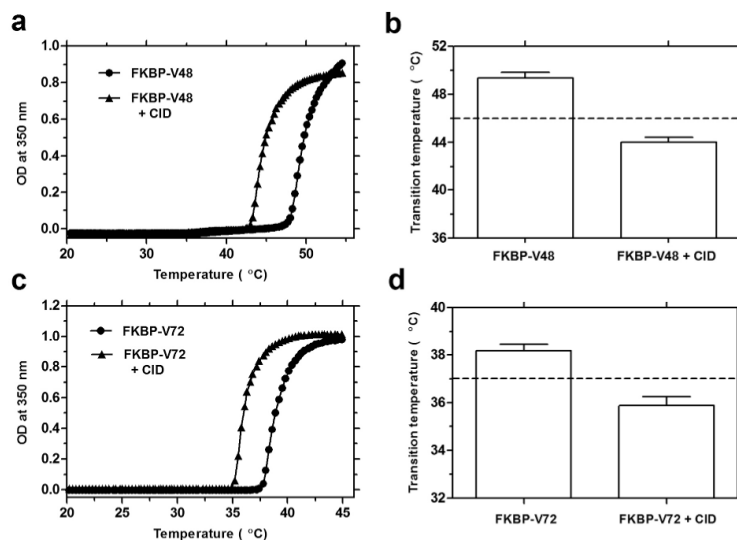 a
OD at 350 nm
1.0
0.8
0.6
0.4
0.2
0.0
FKBP-V48
FKBP-V48
+ CID
20 30 40 50
Temperature ( °C)
b
Transition temperature ( °C)
52
48
44
40
36
FKBP-V48 FKBP-V48 + CID
c
OD at 350 nm
1.2
1.0
0.8
0.6
0.4
0.2
0.0
FKBP-V72
FKBP-V72
+ CID
20 25 30 35 40 45
Temperature ( °C)
d
Transition temperature ( °C)
40
38
36
34
32
FKBP-V72 FKBP-V72 + CID